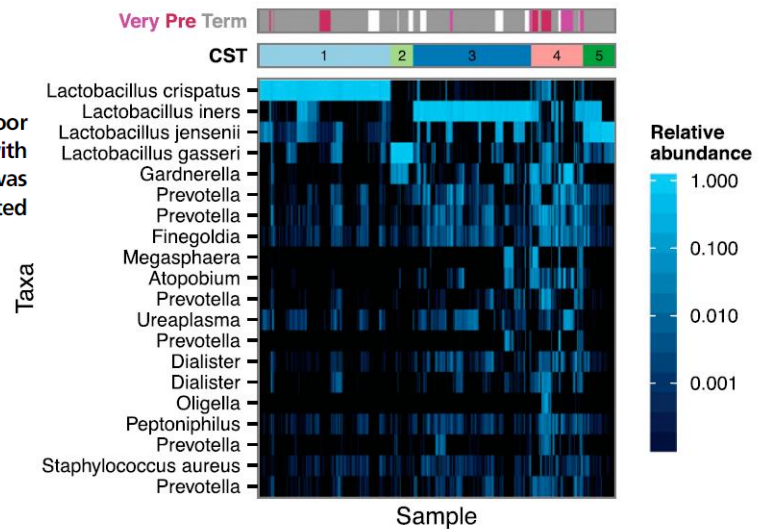 Very Pre Term
CST
1 2 3 4 5
Lactobacillus crispatus
Lactobacillus iners
Lactobacillus jensenii
Lactobacillus gasseri
Gardnerella
Prevotella
Prevotella
Finegoldia
Megasphaera
Atopobium
Prevotella
Ureaplasma
Prevotella
Dialister
Dialister
Oligella
Peptoniphilus
Prevotella
Staphylococcus aureus
Prevotella
Taxa
Sample
Relative
abundance
1.000
0.100
0.010
0.001